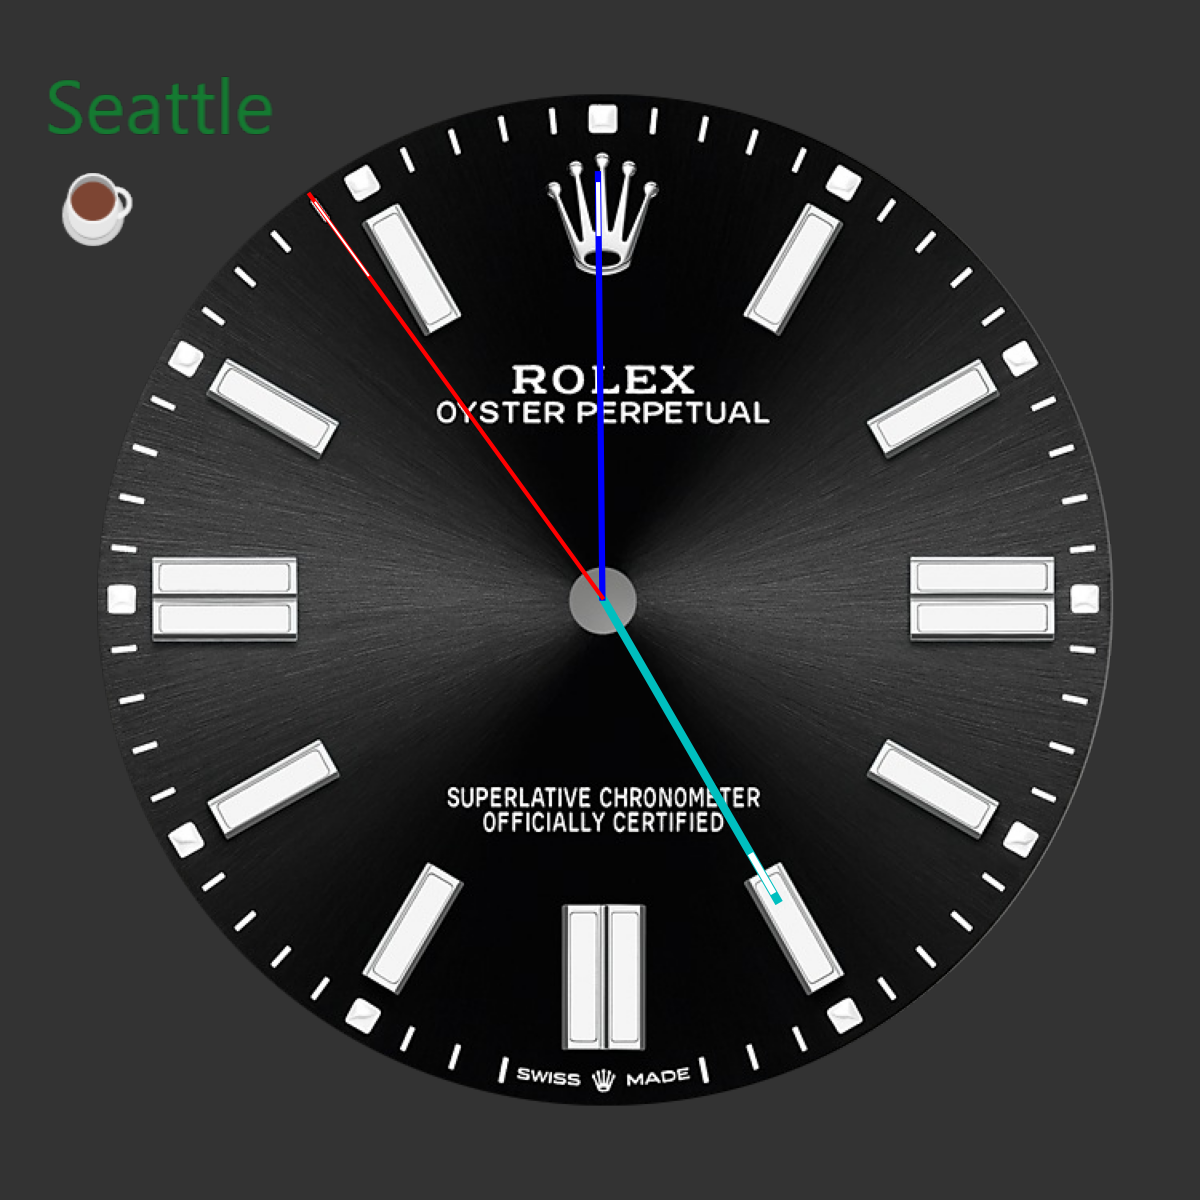 Seattle
ROLEX
OYSTER PERPETUAL
SUPERLATIVE CHRONOMETER
OFFICIALLY CERTIFIED
SWISS MADE